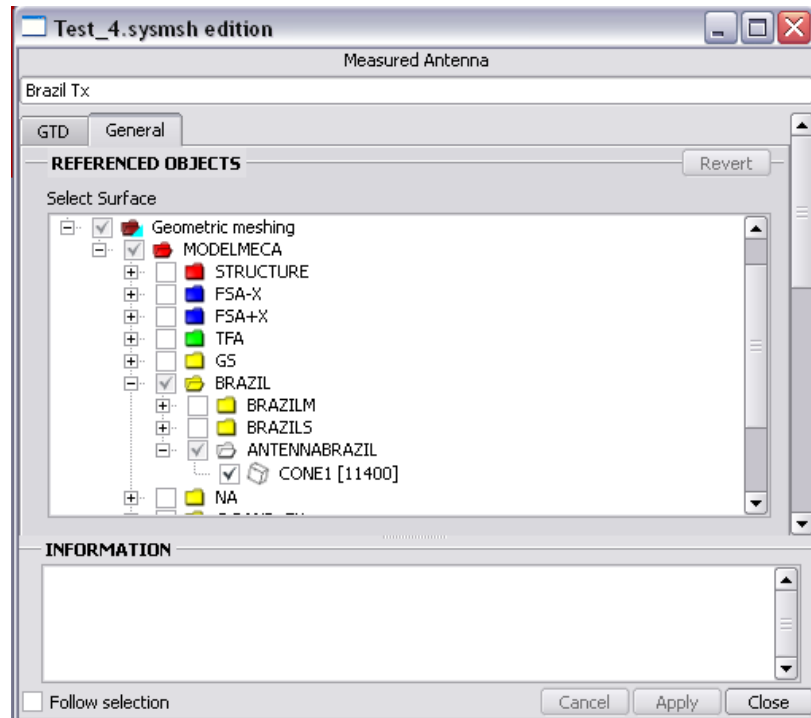 Test_4.sysmsh edition
Measured Antenna
Brazil Tx
GTD General
REFERENCED OBJECTS Revert
Select Surface
Geometric meshing
MODELMECA
STRUCTURE
FSA-X
FSA+X
TFA
GS
BRAZIL
BRAZILM
BRAZILS
ANTENNABRAZIL
CONE1 [11400]
NA
INFORMATION
Follow selection Cancel Apply Close